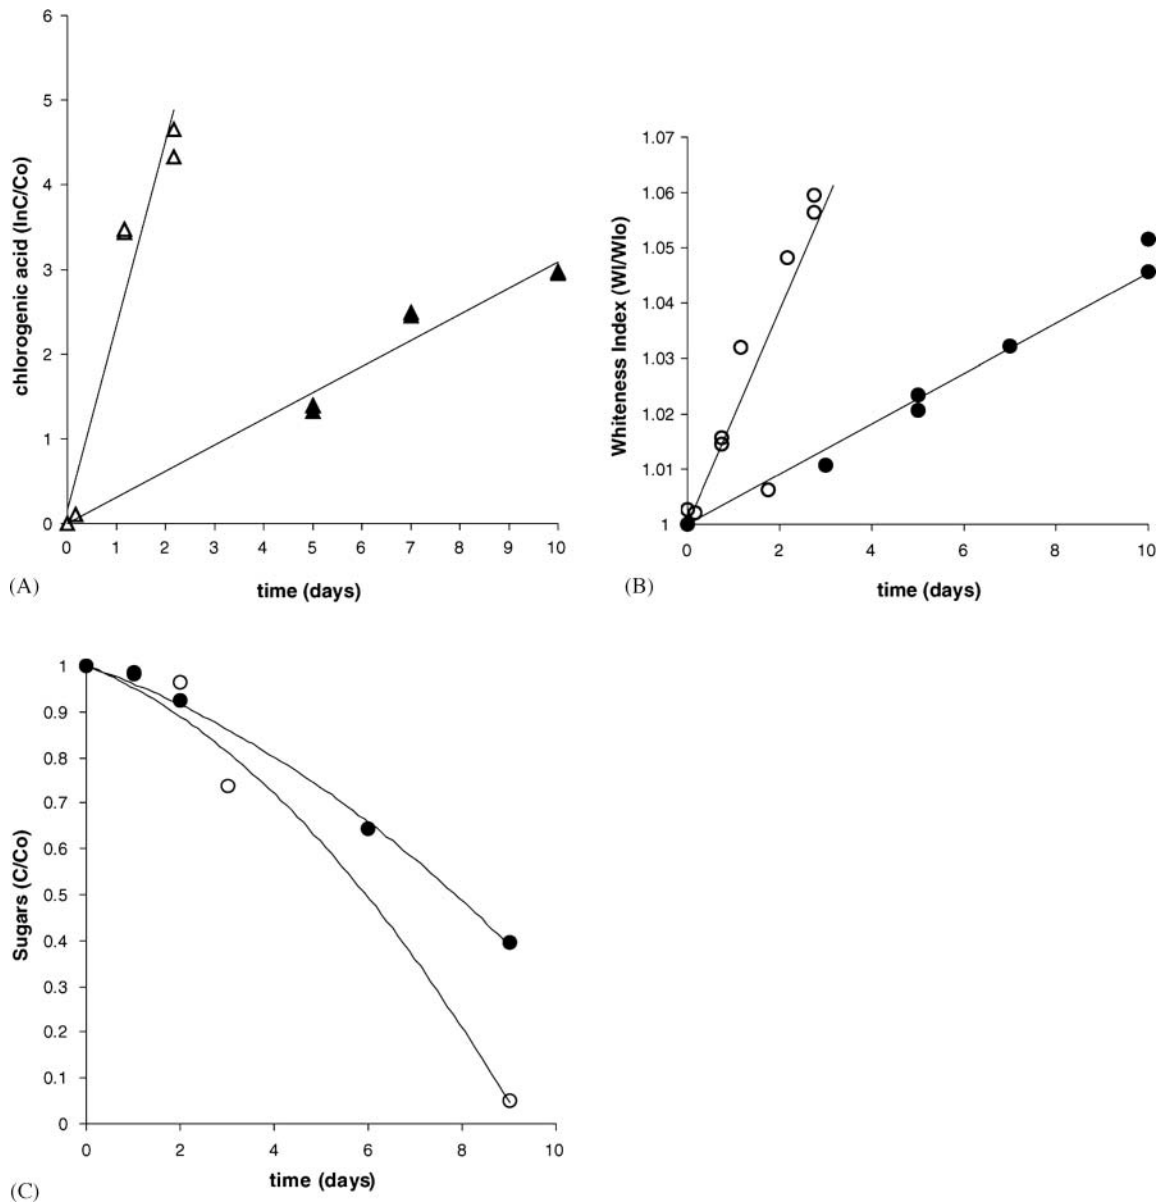 6
5
4
3
2
1
0
chlorogenic acid (lnC/Co)
0 1 2 3 4 5 6 7 8 9 10
time (days)
(A)
1.07
1.06
1.05
1.04
1.03
1.02
1.01
1
Whiteness Index (WI/WIo)
0 2 4 6 8 10
time (days)
(B)
1
0.9
0.8
0.7
0.6
0.5
0.4
0.3
0.2
0.1
0
Sugars (C/Co)
0 2 4 6 8 10
time (days)
(C)